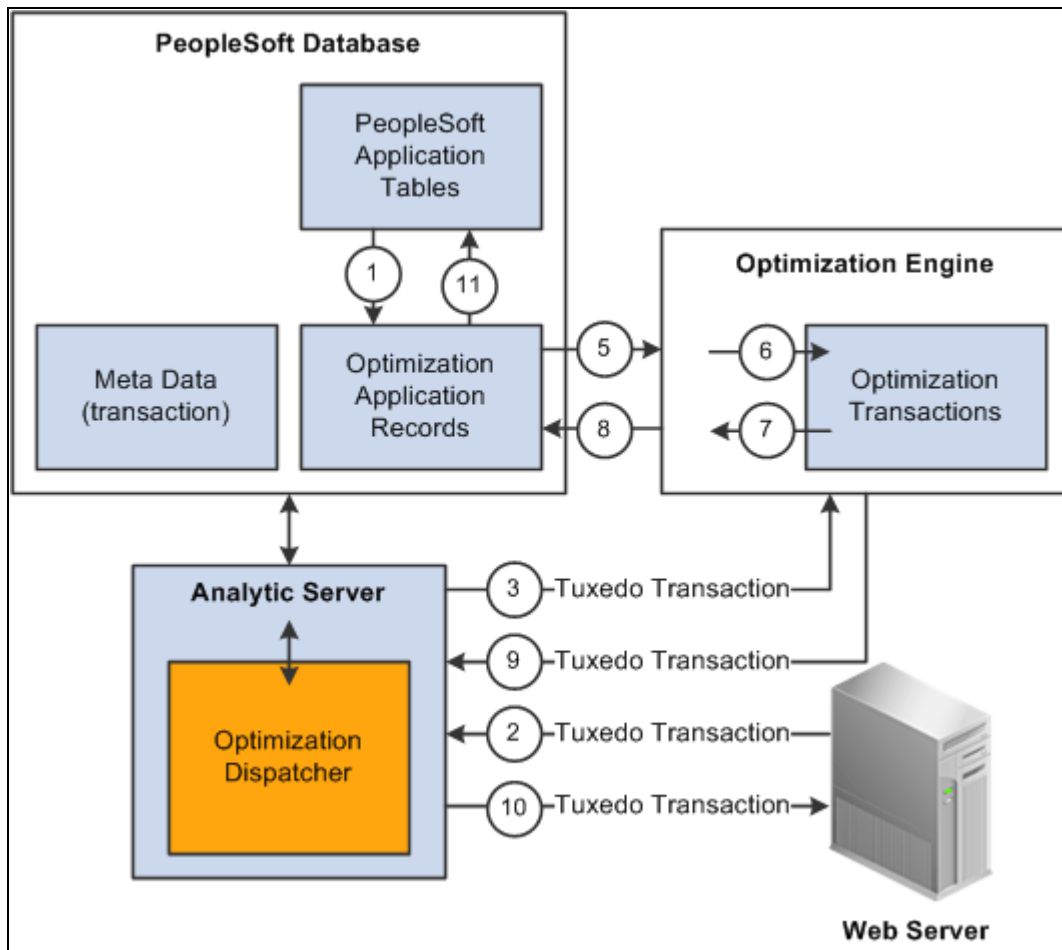 PeopleSoft Database
PeopleSoft
Application
Tables
1
11
Optimization Engine
Meta Data
(transaction)
Optimization
Application
Records
5
8
6
7
Optimization
Transactions
Analytic Server
3 Tuxedo Transaction
9 Tuxedo Transaction
2 Tuxedo Transaction
10 Tuxedo Transaction
Optimization
Dispatcher
Web Server